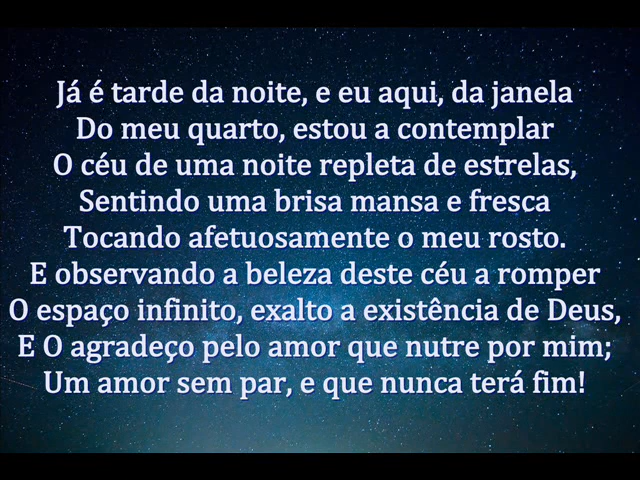 Já é tarde da noite, e eu aqui, da janela
Do meu quarto, estou a contemplar
O céu de uma noite repleta de estrelas,
Sentindo uma brisa mansa e fresca
Tocando afetuosamente o meu rosto.
E observando a beleza deste céu a romper
O espaço infinito, exalto a existência de Deus,
E O agradeço pelo amor que nutre por mim;
Um amor sem par, e que nunca terá fim!